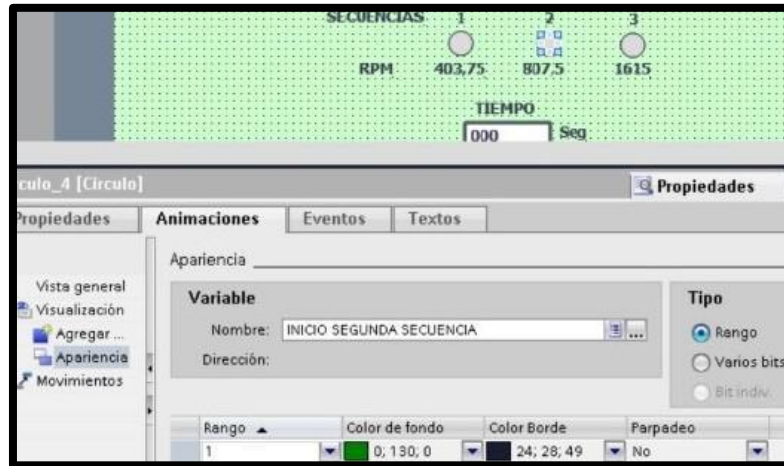 SECUENCIAS 1 2 3
RPM 403,75 807,5 1615
TIEMPO
000 Seg
culo_4 [Círculo] Propiedades
Propiedades Animaciones Eventos Textos
Apariencia
Vista general
Visualización
Agregar ...
Apariencia
Movimientos
Variable
Nombre: INICIO SEGUNDA SECUENCIA ...
Dirección:
Tipo
Rango
Varios bits
Bit indiv.
Rango Color de fondo Color Borde Parpadeo
1 0; 130; 0 24; 28; 49 No